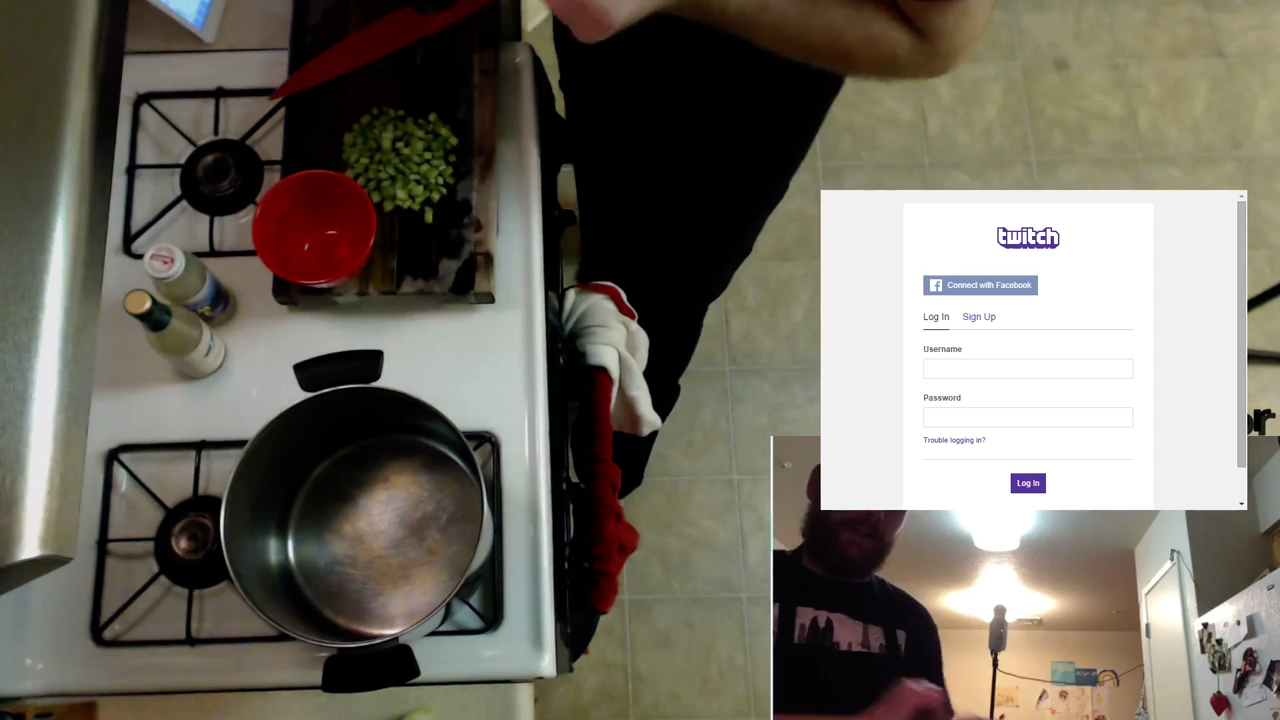 twitch
Connect with Facebook
Log In Sign Up
Username
Password
Trouble logging in?
Log In